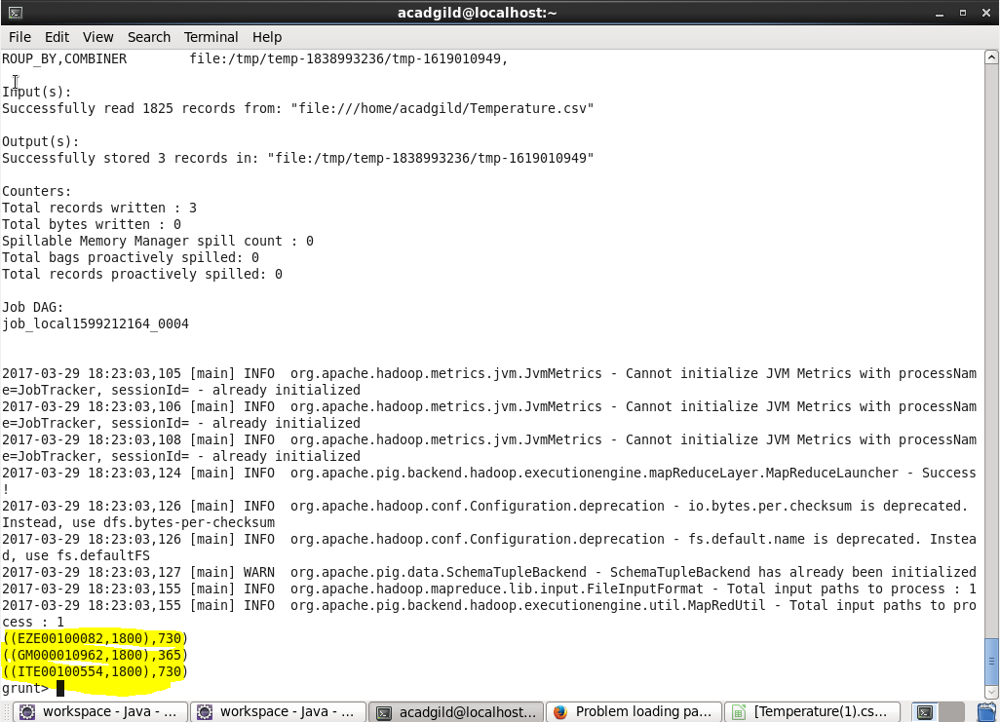 acadgild@localhost:~
File Edit View Search Terminal Help
ROUP_BY,COMBINER        file:/tmp/temp-1838993236/tmp-1619010949,
Input(s):
Successfully read 1825 records from: "file:///home/acadgild/Temperature.csv"
Output(s):
Successfully stored 3 records in: "file:/tmp/temp-1838993236/tmp-1619010949"
Counters:
Total records written : 3
Total bytes written : 0
Spillable Memory Manager spill count : 0
Total bags proactively spilled: 0
Total records proactively spilled: 0
Job DAG:
job_local1599212164_0004
2017-03-29 18:23:03,105 [main] INFO  org.apache.hadoop.metrics.jvm.JvmMetrics - Cannot initialize JVM Metrics with processNam
e=JobTracker, sessionId= - already initialized
2017-03-29 18:23:03,106 [main] INFO  org.apache.hadoop.metrics.jvm.JvmMetrics - Cannot initialize JVM Metrics with processNam
e=JobTracker, sessionId= - already initialized
2017-03-29 18:23:03,108 [main] INFO  org.apache.hadoop.metrics.jvm.JvmMetrics - Cannot initialize JVM Metrics with processNam
e=JobTracker, sessionId= - already initialized
2017-03-29 18:23:03,124 [main] INFO  org.apache.pig.backend.hadoop.executionengine.mapReduceLayer.MapReduceLauncher - Success
!
2017-03-29 18:23:03,126 [main] INFO  org.apache.hadoop.conf.Configuration.deprecation - io.bytes.per.checksum is deprecated.
Instead, use dfs.bytes-per-checksum
2017-03-29 18:23:03,126 [main] INFO  org.apache.hadoop.conf.Configuration.deprecation - fs.default.name is deprecated. Instea
d, use fs.defaultFS
2017-03-29 18:23:03,127 [main] WARN  org.apache.pig.data.SchemaTupleBackend - SchemaTupleBackend has already been initialized
2017-03-29 18:23:03,155 [main] INFO  org.apache.hadoop.mapreduce.lib.input.FileInputFormat - Total input paths to process : 1
2017-03-29 18:23:03,155 [main] INFO  org.apache.pig.backend.hadoop.executionengine.util.MapRedUtil - Total input paths to pro
cess : 1
((EZE00100082,1800),730)
((GM000010962,1800),365)
((ITE00100554,1800),730)
grunt>
workspace - Java - ... workspace - Java - ... acadgild@localhost... Problem loading pa... [Temperature(1).cs...